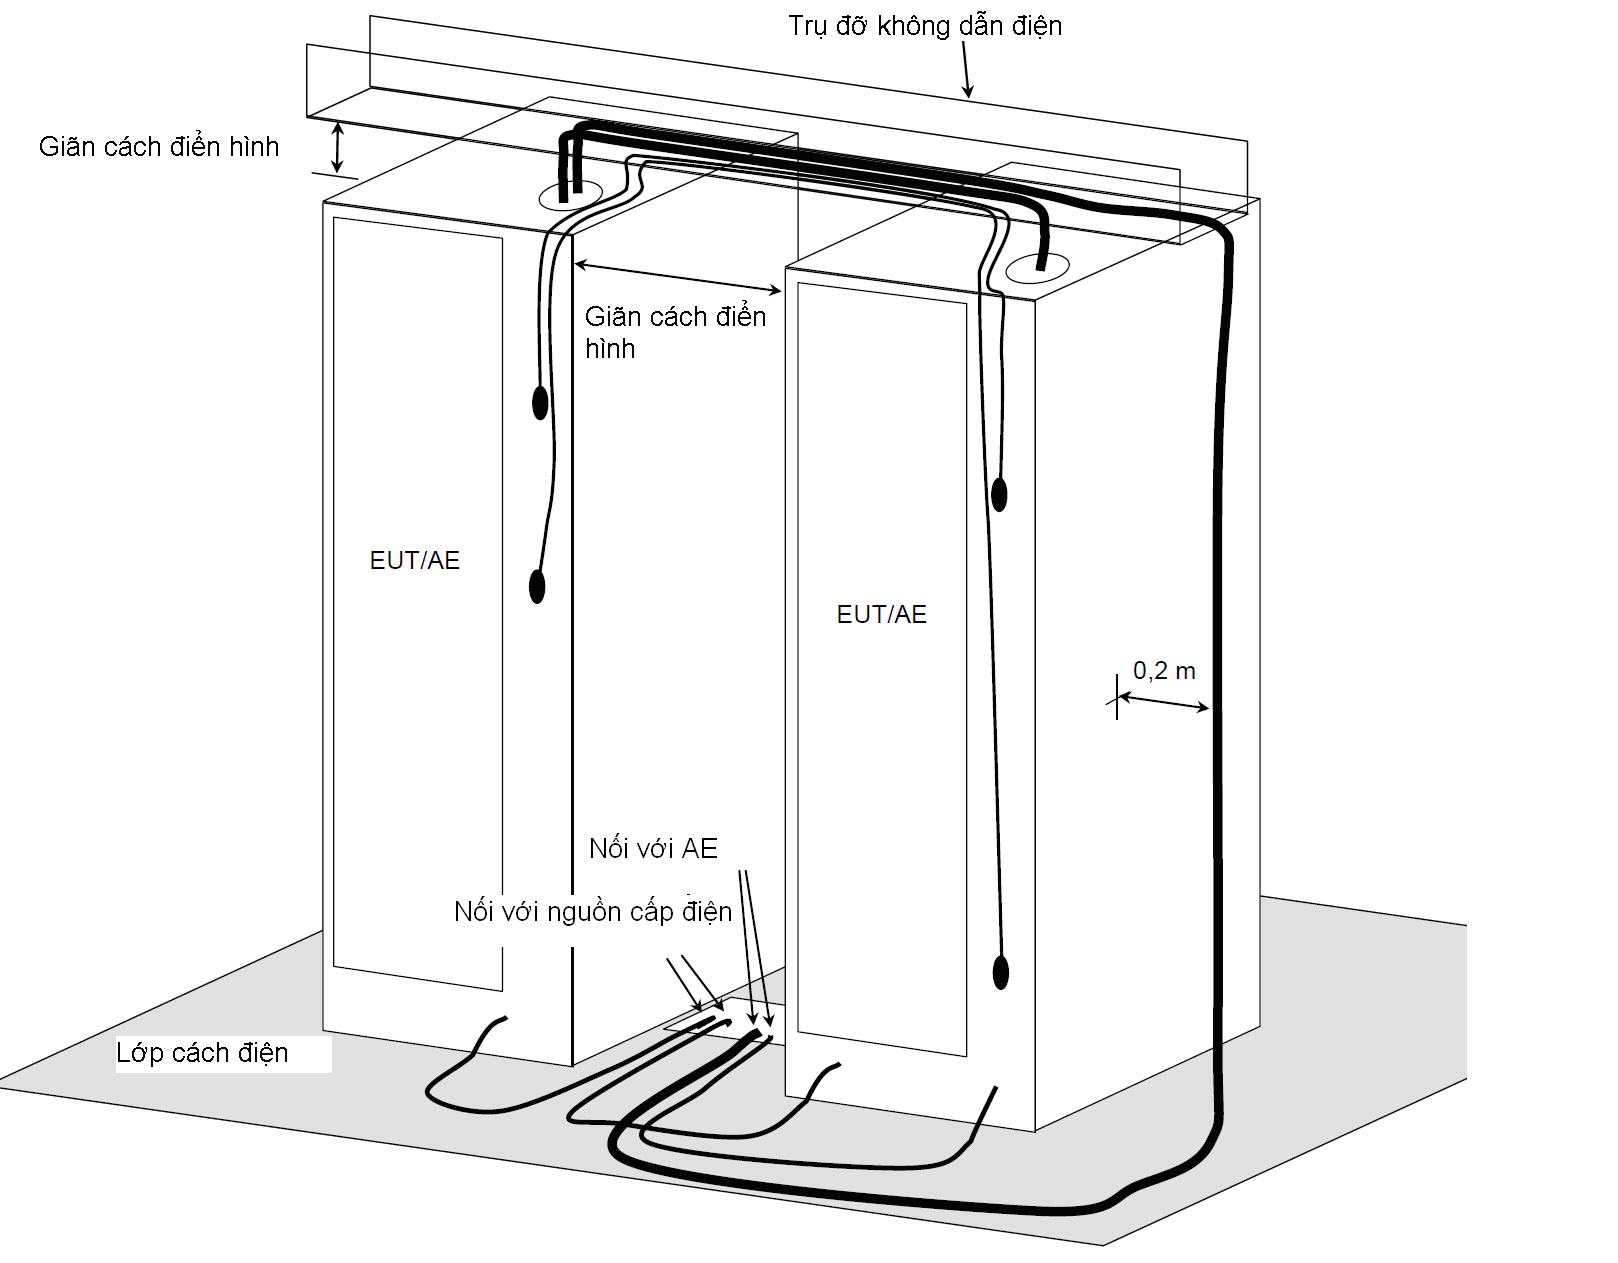 Trụ đỡ không dẫn điện
Giãn cách điển hình
Giãn cách điển
hình
EUT/AE
EUT/AE
0,2 m
Nối với AE
Nối với nguồn cấp điện
Lớp cách điện